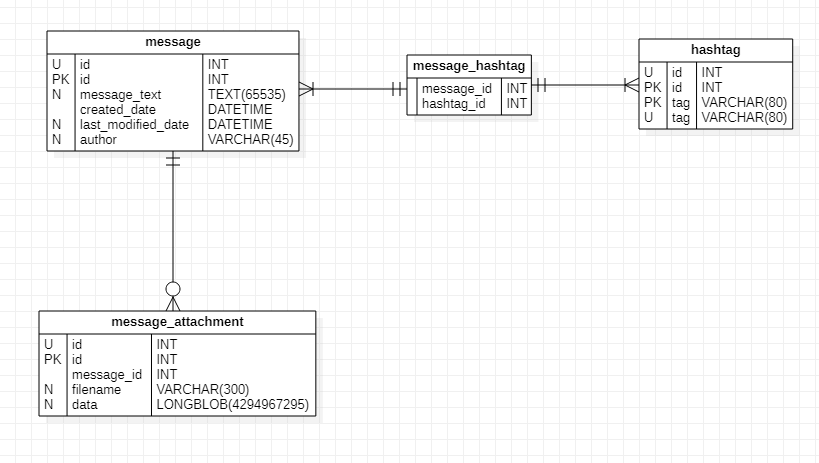 message
U id INT
PK id INT
N message_text TEXT(65535)
created_date DATETIME
N last_modified_date DATETIME
N author VARCHAR(45)
message_hashtag
message_id INT
hashtag_id INT
hashtag
U id INT
PK id INT
PK tag VARCHAR(80)
U tag VARCHAR(80)
message_attachment
U id INT
PK id INT
message_id INT
N filename VARCHAR(300)
N data LONGBLOB(4294967295)